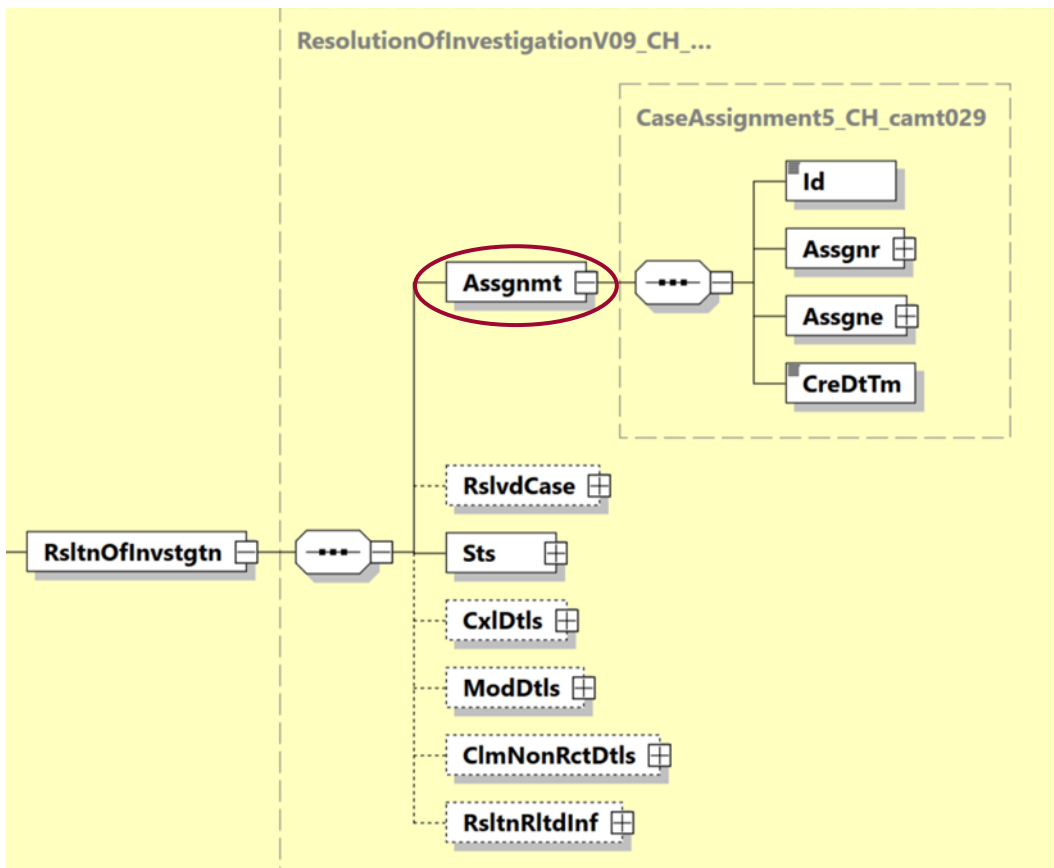 ResolutionOfInvestigationV09_CH_...
CaseAssignment5_CH_camt029
Id
Assgnr
Assgnmt
Assgne
CreDtTm
RslvdCase
RsltnOfInvstgtn
Sts
CxlDtls
ModDtls
ClmNonRctDtls
RsltnRltdInf